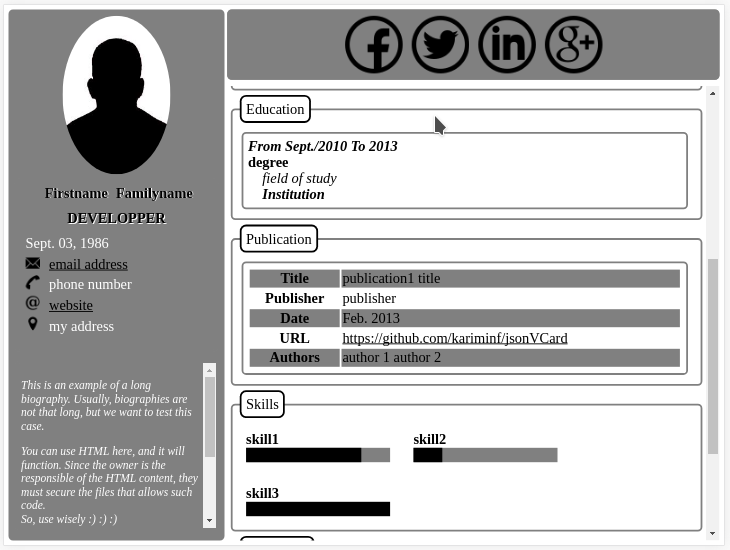 Firstname Familyname
DEVELOPPER
Sept. 03, 1986
email address
phone number
@ website
my address
This is an example of a long
biography. Usually, biographies are
not that long, but we want to test this
case.
You can use HTML here, and it will
function. Since the owner is the
responsible of the HTML content, they
must secure the files that allows such
code.
So, use wisely :) :) :)
f in g+
Education
From Sept./2010 To 2013
degree
field of study
Institution
Publication
Title publication1 title
Publisher publisher
Date Feb. 2013
URL https://github.com/kariminf/jsonVCard
Authors author 1 author 2
Skills
skill1 skill2
skill3